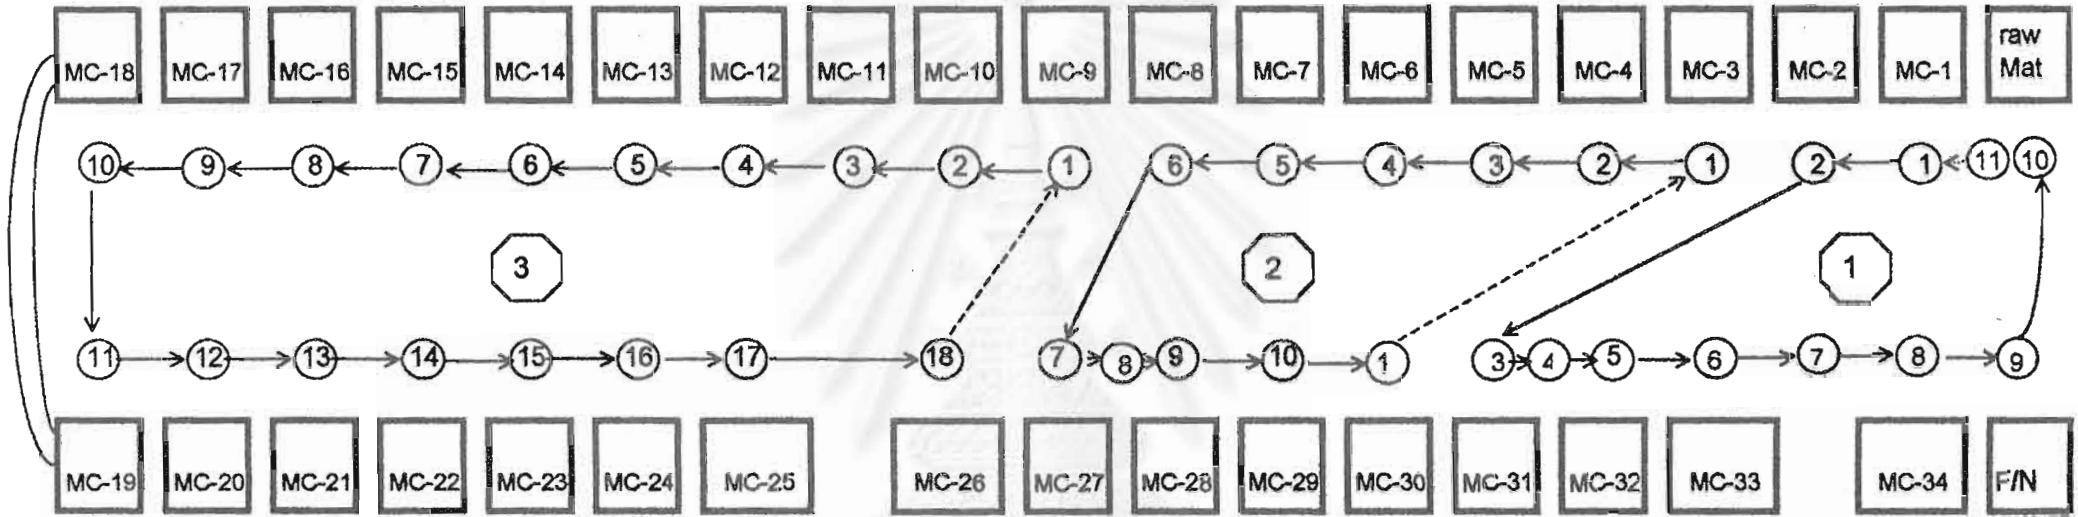 MC-18 MC-17 MC-16 MC-15 MC-14 MC-13 MC-12 MC-11 MC-10 MC-9 MC-8 MC-7 MC-6 MC-5 MC-4 MC-3 MC-2 MC-1 raw
Mat
10 9 8 7 6 5 4 3 2 1 6 5 4 3 2 1 2 1 11 10
3 2 1
11 12 13 14 15 16 17 18 7 8 9 10 1 3 4 5 6 7 8 9
MC-19 MC-20 MC-21 MC-22 MC-23 MC-24 MC-25 MC-26 MC-27 MC-28 MC-29 MC-30 MC-31 MC-32 MC-33 MC-34 F/N